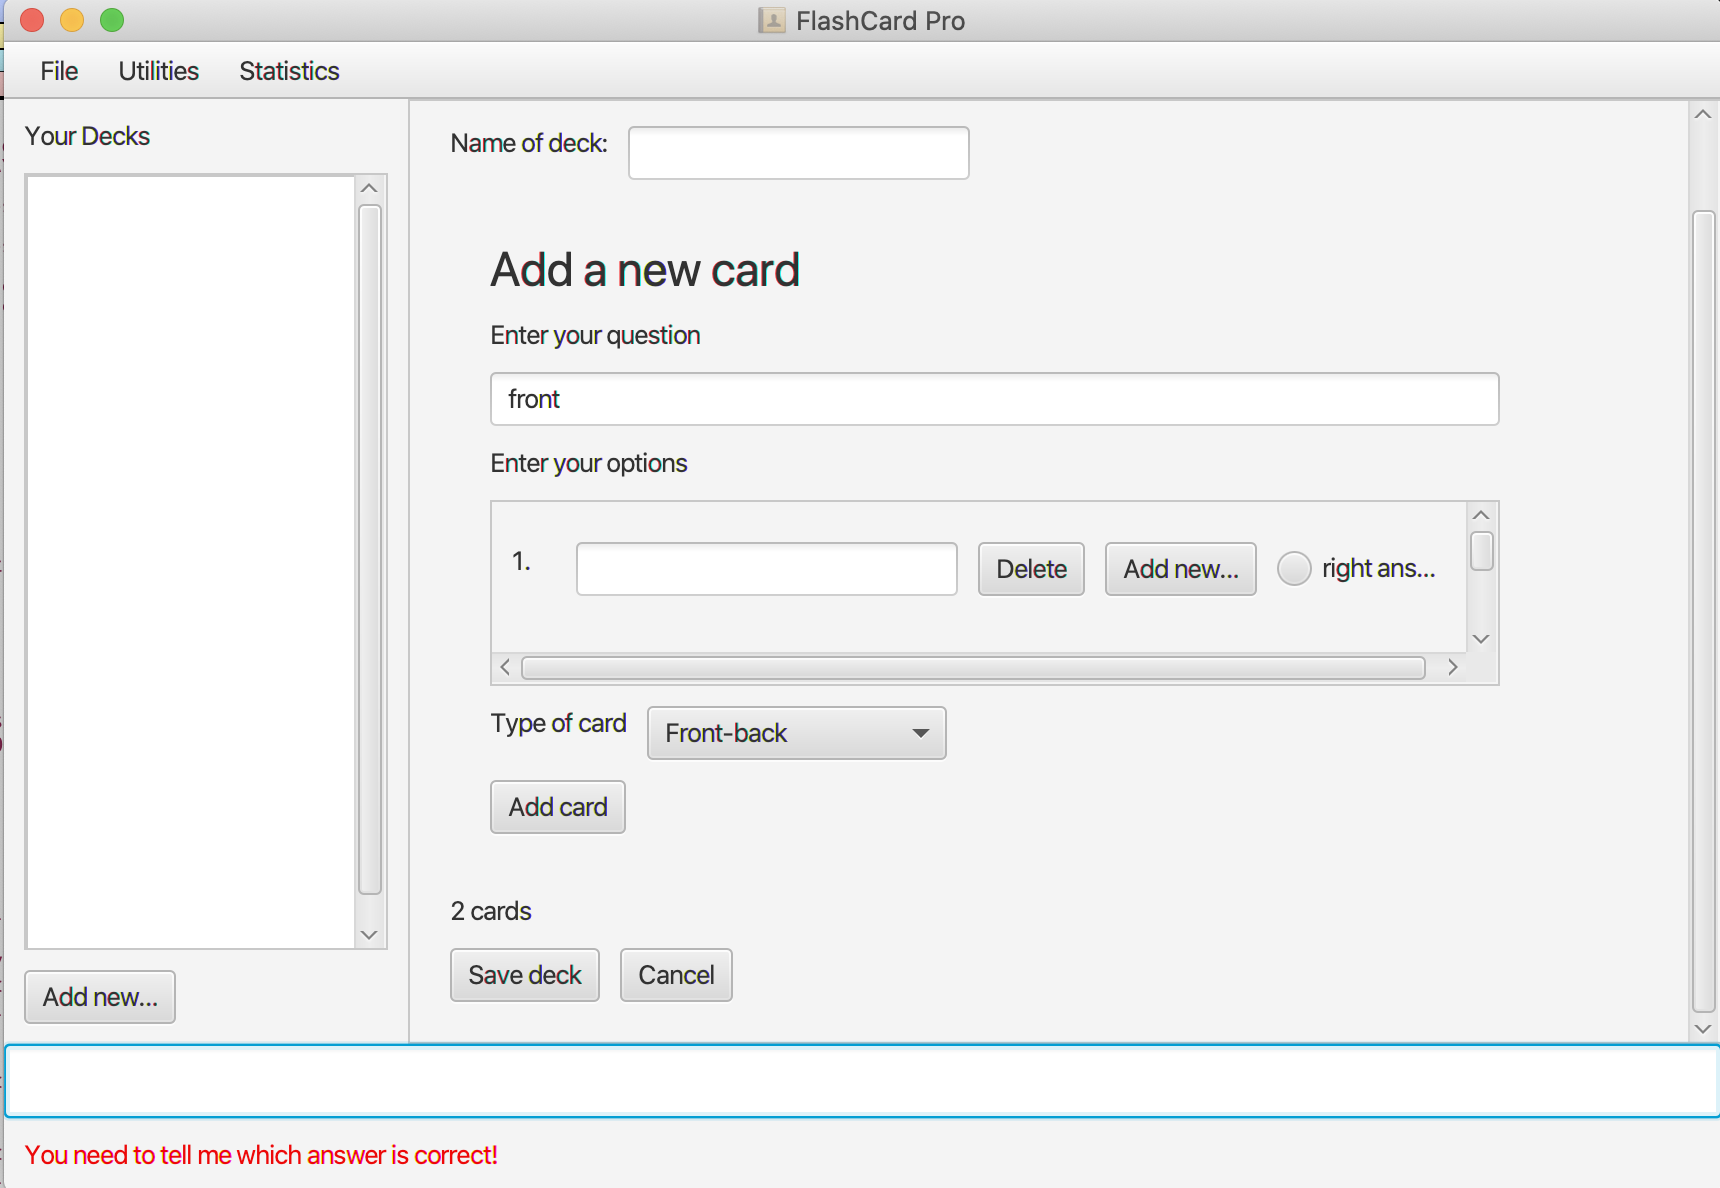 FlashCard Pro
File Utilities Statistics
Your Decks
Name of deck:
Add a new card
Enter your question
front
Enter your options
1. Delete Add new... right ans...
Type of card Front-back
Add card
2 cards
Save deck Cancel
Add new...
You need to tell me which answer is correct!